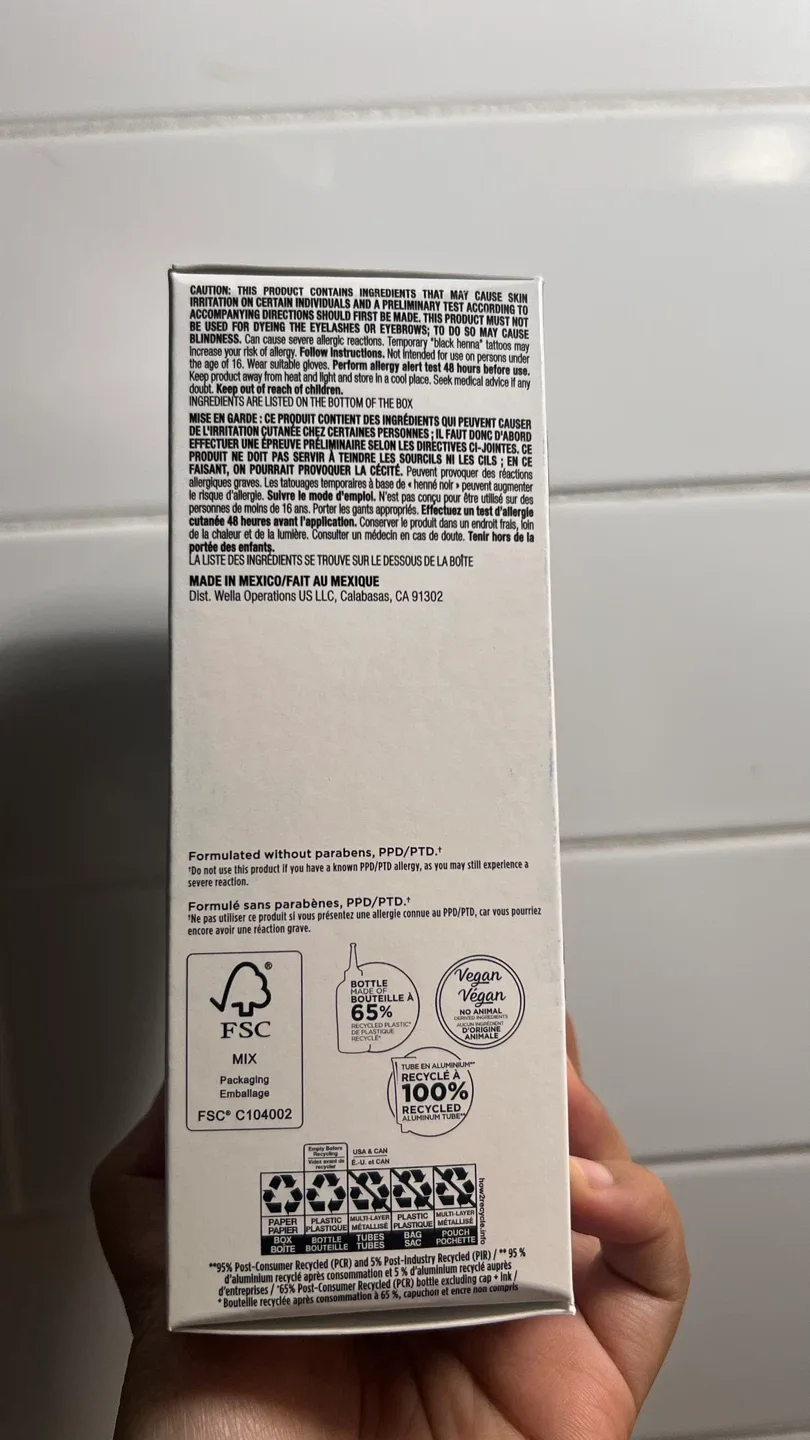 CAUTION: THIS PRODUCT CONTAINS INGREDIENTS THAT MAY CAUSE SKIN
IRRITATION ON CERTAIN INDIVIDUALS AND A PRELIMINARY TEST ACCORDING TO
ACCOMPANYING DIRECTIONS SHOULD FIRST BE MADE. THIS PRODUCT MUST NOT
BE USED FOR DYEING THE EYELASHES OR EYEBROWS; TO DO SO MAY CAUSE
BLINDNESS. Can cause severe allergic reactions. Temporary "black henna" tattoos may
increase your risk of allergy. Follow instructions. Not intended for use on persons under
the age of 16. Wear suitable gloves. Perform allergy alert test 48 hours before use.
Keep product away from heat and light and store in a cool place. Seek medical advice if any
doubt. Keep out of reach of children.
INGREDIENTS ARE LISTED ON THE BOTTOM OF THE BOX
MISE EN GARDE : CE PRODUIT CONTIENT DES INGRÉDIENTS QUI PEUVENT CAUSER
DE L'IRRITATION CUTANÉE CHEZ CERTAINES PERSONNES ; IL FAUT DONC D'ABORD
EFFECTUER UNE ÉPREUVE PRÉLIMINAIRE SELON LES DIRECTIVES CI-JOINTES. CE
PRODUIT NE DOIT PAS SERVIR À TEINDRE LES SOURCILS NI LES CILS ; EN CE
FAISANT, ON POURRAIT PROVOQUER LA CÉCITÉ. Peuvent provoquer des réactions
allergiques graves. Les tatouages temporaires à base de « henné noir » peuvent augmenter
le risque d'allergie. Suivre le mode d'emploi. N'est pas conçu pour être utilisé sur des
personnes de moins de 16 ans. Porter les gants appropriés. Effectuez un test d'allergie
cutanée 48 heures avant l'application. Conserver le produit dans un endroit frais, loin
de la chaleur et de la lumière. Consulter un médecin en cas de doute. Tenir hors de la
portée des enfants.
LA LISTE DES INGRÉDIENTS SE TROUVE SUR LE DESSOUS DE LA BOÎTE
MADE IN MEXICO/FAIT AU MEXIQUE
Dist. Wella Operations US LLC, Calabasas, CA 91302
Formulated without parabens, PPD/PTD.†
†Do not use this product if you have a known PPD/PTD allergy, as you may still experience a
severe reaction.
Formulé sans parabènes, PPD/PTD.†
†Ne pas utiliser ce produit si vous présentez une allergie connue au PPD/PTD, car vous pourriez
encore avoir une réaction grave.
®
FSC
MIX
Packaging
Emballage
FSC® C104002
BOTTLE
MADE OF
BOUTEILLE À
65%
RECYCLED PLASTIC*
DE PLASTIQUE
RECYCLÉ*
Vegan
Végan
NO ANIMAL
DERIVED INGREDIENTS
AUCUN INGRÉDIENT
D'ORIGINE
ANIMALE
TUBE EN ALUMINIUM**
RECYCLÉ À
100%
RECYCLED
ALUMINUM TUBE**
Empty Before
Recycling
Videz avant de
recycler
USA & CAN
É.-U. et CAN
PAPER
PAPIER
BOX
BOÎTE
PLASTIC
PLASTIQUE
BOTTLE
BOUTEILLE
MULTI-LAYER
MÉTALLISÉ
TUBES
TUBES
PLASTIC
PLASTIQUE
BAG
SAC
MULTI-LAYER
MÉTALLISÉ
POUCH
POCHETTE
how2recycle.info
**95% Post-Consumer Recycled (PCR) and 5% Post-Industry Recycled (PIR) / ** 95 %
d'aluminium recyclé après consommation et 5 % d'aluminium recyclé auprès
d'entreprises / *65% Post-Consumer Recycled (PCR) bottle excluding cap + ink /
* Bouteille recyclée après consommation à 65 %, capuchon et encre non compris